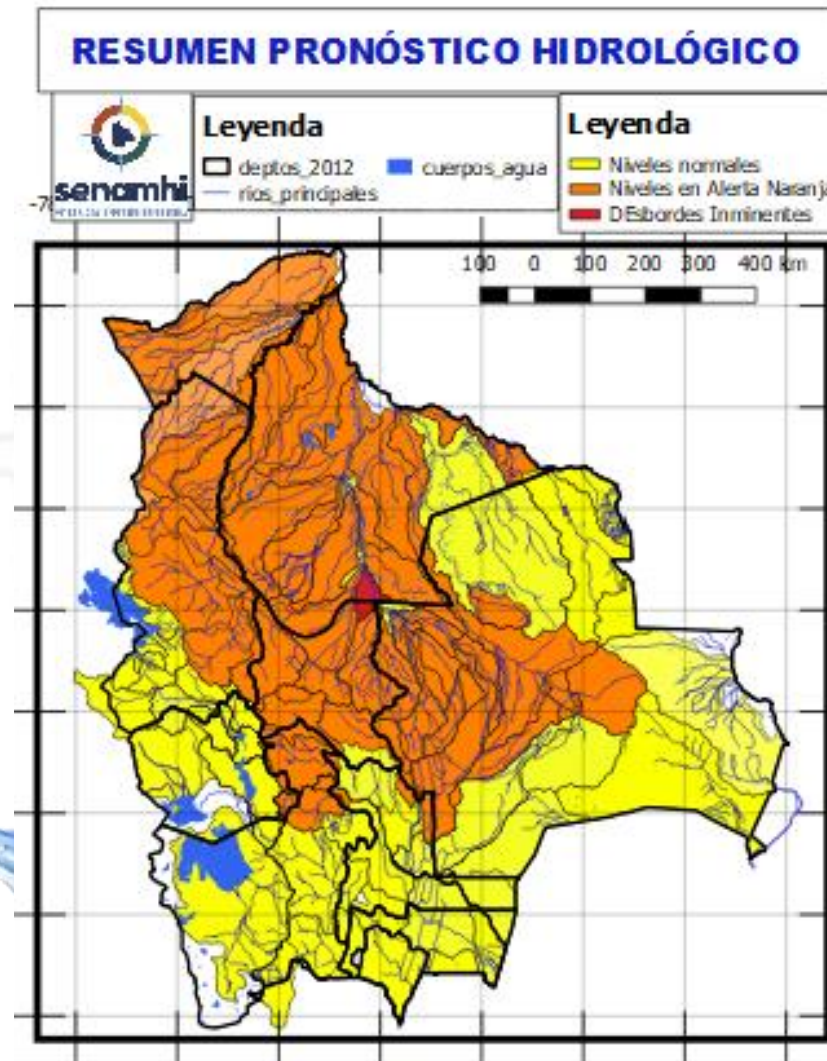 RESUMEN PRONÓSTICO HIDROLÓGICO
senamhi
Leyenda
deptos_2012
cuerpos_agua
rios_principales
Leyenda
Niveles normales
Niveles en Alerta Naranja
DEsbordes Inminentes
100 0 100 200 300 400 km